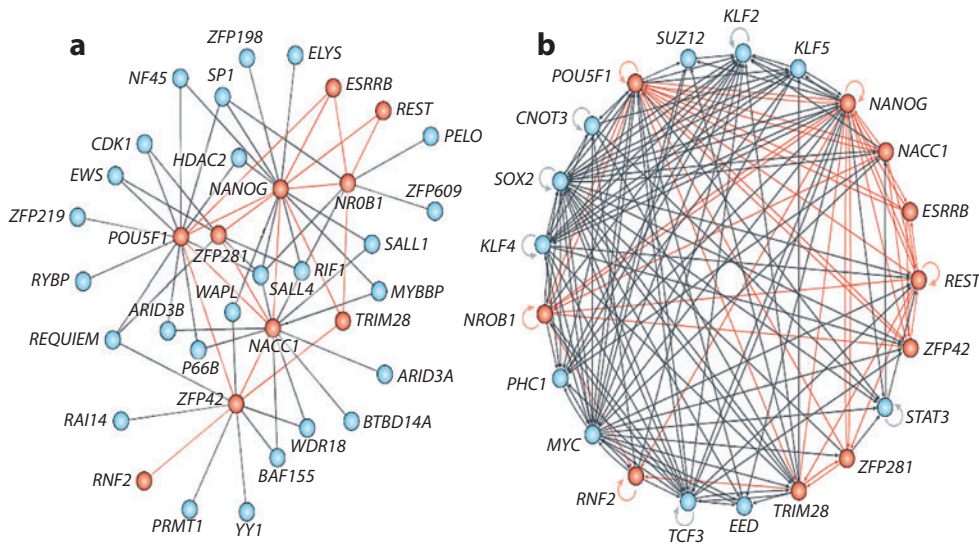 a
ZFP198
ELYS
NF45
SP1
ESRRB
REST
CDK1
HDAC2
PELO
EWS
NANOG
NR0B1
ZFP609
ZFP219
POU5F1
ZFP281
SALL1
RYBP
WAPL
SALL4
RIF1
MYBBP
ARID3B
TRIM28
REQUIEM
P66B
NACC1
ARID3A
ZFP42
RAI14
WDR18
BTBD14A
BAF155
RNF2
PRMT1
YY1
b
KLF2
SUZ12
KLF5
POU5F1
NANOG
CNOT3
NACC1
SOX2
ESRRB
KLF4
REST
NROB1
ZFP42
PHC1
STAT3
MYC
ZFP281
RNF2
TRIM28
TCF3
EED